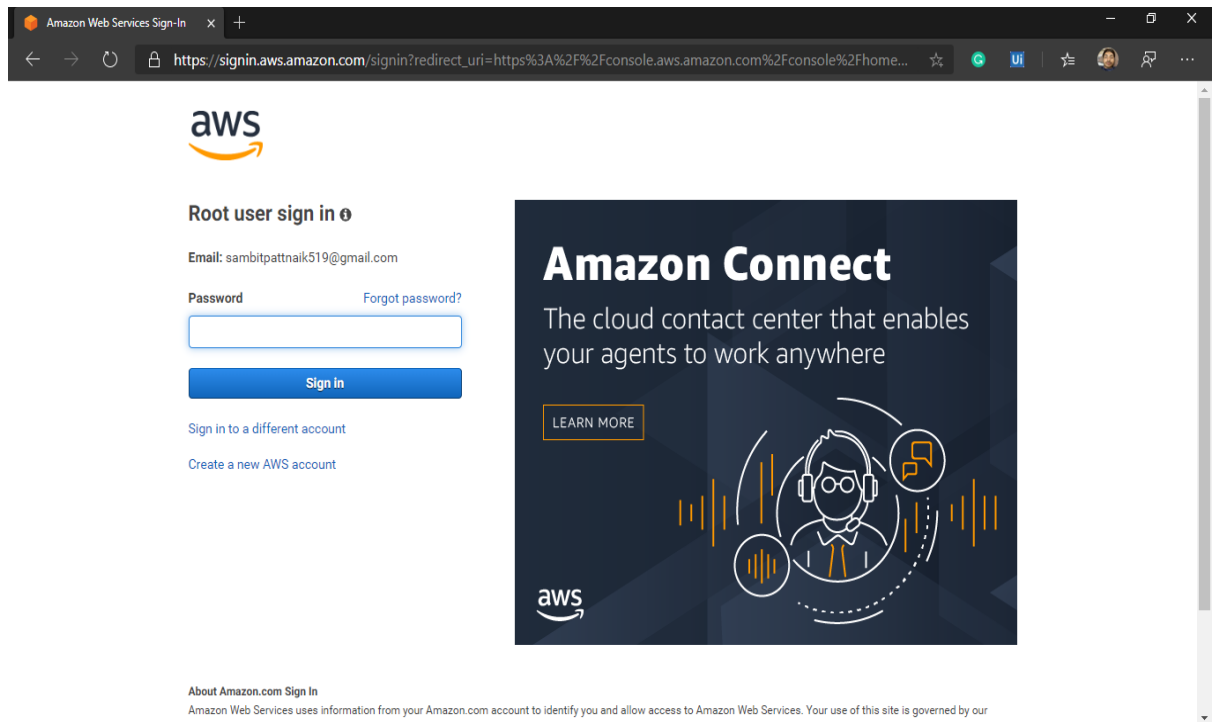 Amazon Web Services Sign-In
https://signin.aws.amazon.com/signin?redirect_uri=https%3A%2F%2Fconsole.aws.amazon.com%2Fconsole%2Fhome...
G
Ui
aws
Root user sign in
Email: sambitpattnaik519@gmail.com
Password
Forgot password?
Sign in
Sign in to a different account
Create a new AWS account
Amazon Connect
The cloud contact center that enables
your agents to work anywhere
LEARN MORE
aws
About Amazon.com Sign In
Amazon Web Services uses information from your Amazon.com account to identify you and allow access to Amazon Web Services. Your use of this site is governed by our